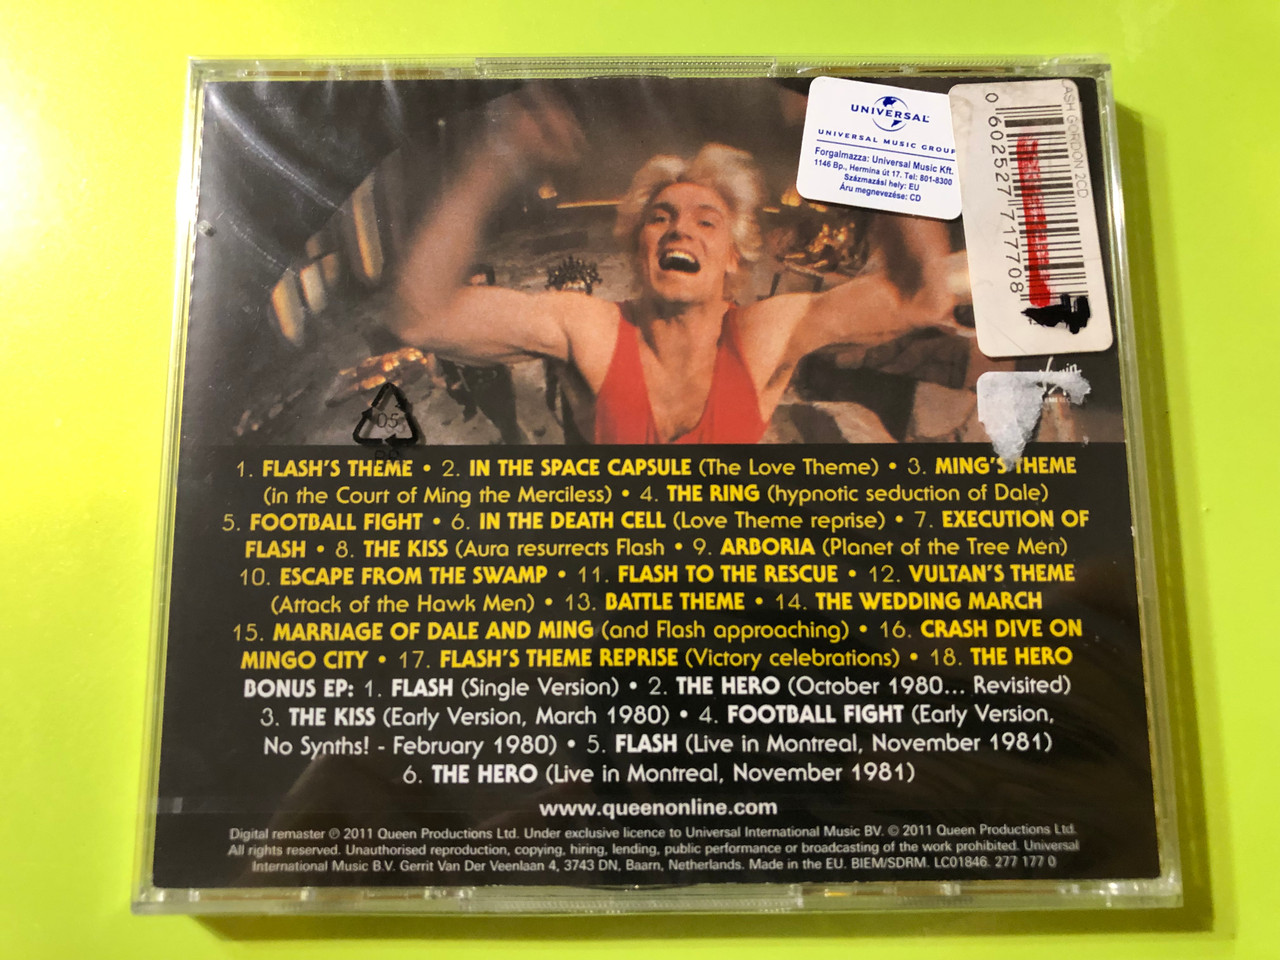 UNIVERSAL
UNIVERSAL MUSIC GROUP
Forgalmazza: Universal Music Kft.
1146 Bp., Hermina út 17. Tel: 801-8300
Származási hely: EU
Áru megnevezése: CD
ASH GORDON 2CD
0 602527 717708
05
1. FLASH'S THEME • 2. IN THE SPACE CAPSULE (The Love Theme) • 3. MING'S THEME
(in the Court of Ming the Merciless) • 4. THE RING (hypnotic seduction of Dale)
5. FOOTBALL FIGHT • 6. IN THE DEATH CELL (Love Theme reprise) • 7. EXECUTION OF
FLASH • 8. THE KISS (Aura resurrects Flash • 9. ARBORIA (Planet of the Tree Men)
10. ESCAPE FROM THE SWAMP • 11. FLASH TO THE RESCUE • 12. VULTAN'S THEME
(Attack of the Hawk Men) • 13. BATTLE THEME • 14. THE WEDDING MARCH
15. MARRIAGE OF DALE AND MING (and Flash approaching) • 16. CRASH DIVE ON
MINGO CITY • 17. FLASH'S THEME REPRISE (Victory celebrations) • 18. THE HERO
BONUS EP: 1. FLASH (Single Version) • 2. THE HERO (October 1980... Revisited)
3. THE KISS (Early Version, March 1980) • 4. FOOTBALL FIGHT (Early Version,
No Synths! - February 1980) • 5. FLASH (Live in Montreal, November 1981)
6. THE HERO (Live in Montreal, November 1981)
www.queenonline.com
Digital remaster ℗ 2011 Queen Productions Ltd. Under exclusive licence to Universal International Music BV. © 2011 Queen Productions Ltd.
All rights reserved. Unauthorised reproduction, copying, hiring, lending, public performance or broadcasting of the work prohibited. Universal
International Music B.V. Gerrit Van Der Veenlaan 4, 3743 DN, Baarn, Netherlands. Made in the EU. BIEM/SDRM. LC01846. 277 177 0